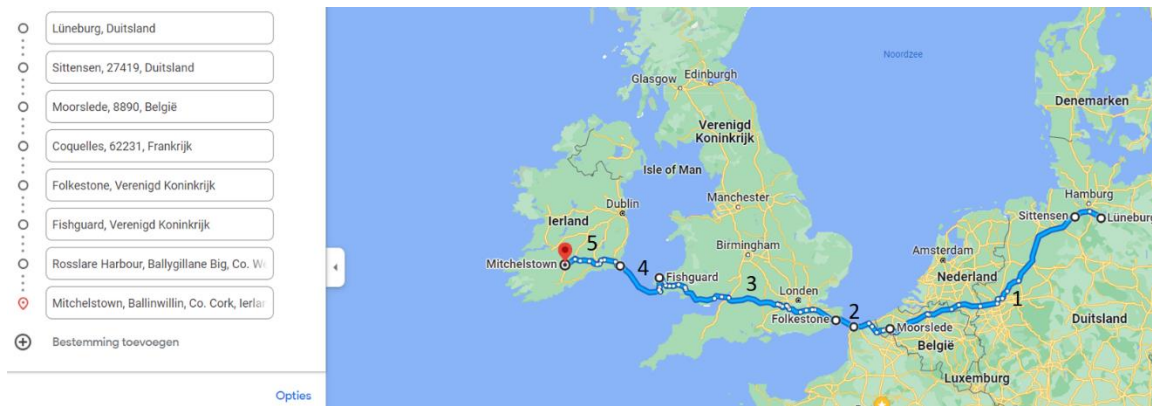 Lüneburg, Duitsland
Sittensen, 27419, Duitsland
Moorslede, 8890, België
Coquelles, 62231, Frankrijk
Folkestone, Verenigd Koninkrijk
Fishguard, Verenigd Koninkrijk
Rosslare Harbour, Ballygillane Big, Co. We
Mitchelstown, Ballinwillin, Co. Cork, Ierlan
Bestemming toevoegen
Opties
Noordzee
Glasgow
Edinburgh
Denemarken
Verenigd
Koninkrijk
Isle of Man
Hamburg
Dublin
Manchester
Sittensen
Lüneburg
Ierland
5
Birmingham
Amsterdam
Mitchelstown
4
Fishguard
Nederland
3
1
Londen
2
Folkestone
Duitsland
Moorslede
België
Luxemburg